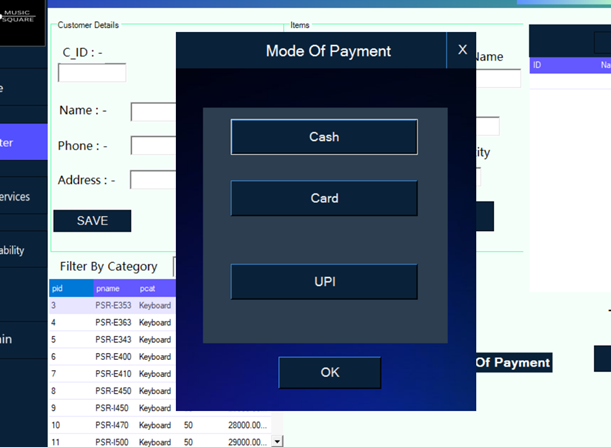 MUSIC
SQUARE
Customer Details
Items
C_ID : -
Name
Name : -
Phone : -
Address : -
SAVE
ervices
ability
Mode Of Payment
X
Cash
Card
UPI
OK
ity
ID
Na
Filter By Category
pid pname pcat
3 PSR-E353 Keyboard
4 PSR-E363 Keyboard
5 PSR-E343 Keyboard
6 PSR-E400 Keyboard
7 PSR-E410 Keyboard
8 PSR-E450 Keyboard
9 PSR-I450 Keyboard
10 PSR-I470 Keyboard 50 28000.00...
11 PSR-I500 Keyboard 50 29000.00...
Of Payment